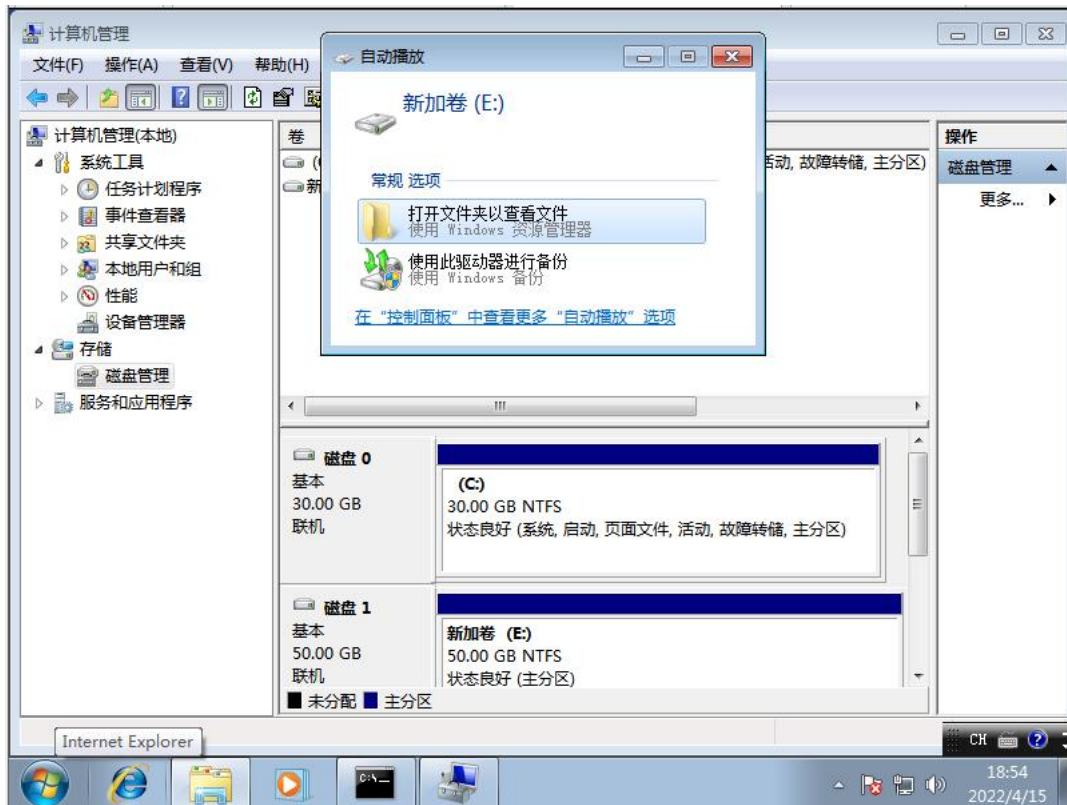 计算机管理
文件(F) 操作(A) 查看(V) 帮助(H)
自动播放
新加卷 (E:)
常规 选项
打开文件夹以查看文件
使用 Windows 资源管理器
使用此驱动器进行备份
使用 Windows 备份
在“控制面板”中查看更多“自动播放”选项
计算机管理(本地)
系统工具
任务计划程序
事件查看器
共享文件夹
本地用户和组
性能
设备管理器
存储
磁盘管理
服务和应用程序
卷
新
活动, 故障转储, 主分区)
操作
磁盘管理
更多...
磁盘 0
基本
30.00 GB
联机
(C:)
30.00 GB NTFS
状态良好 (系统, 启动, 页面文件, 活动, 故障转储, 主分区)
磁盘 1
基本
50.00 GB
联机
新加卷 (E:)
50.00 GB NTFS
状态良好 (主分区)
未分配 主分区
Internet Explorer
CH
C:\_
18:54
2022/4/15